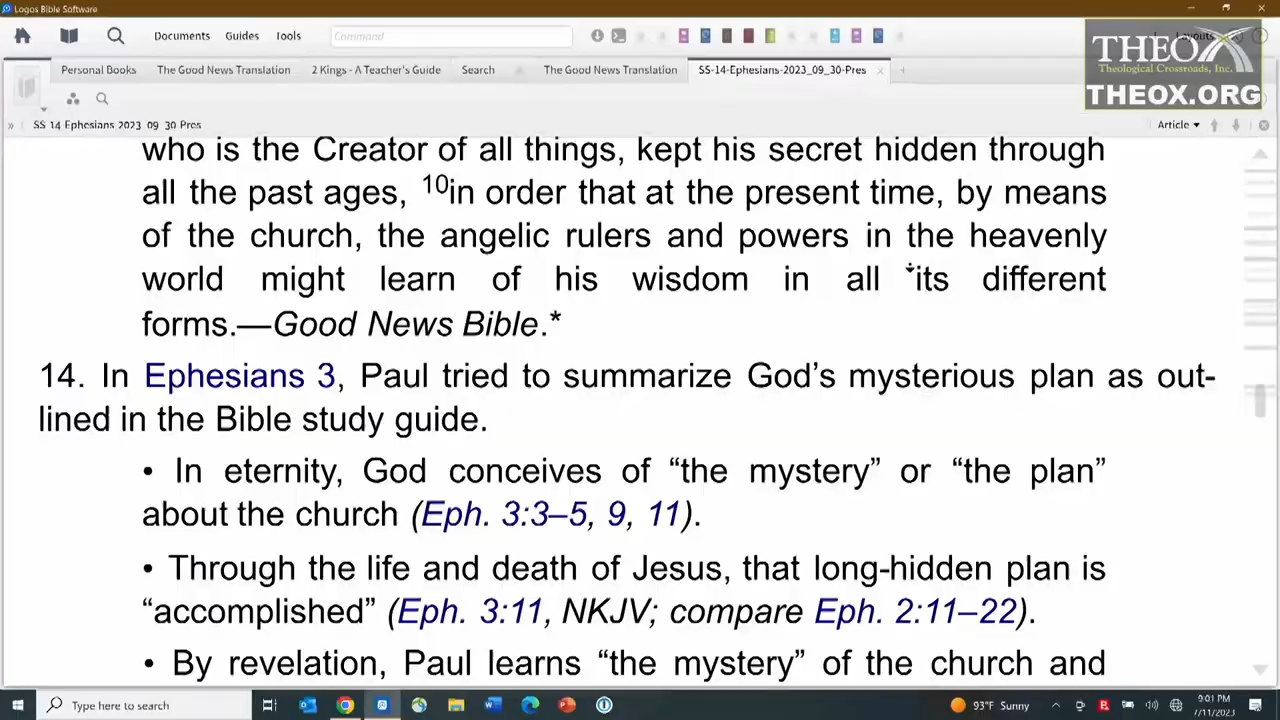 Logos Bible Software
Documents Guides Tools Command Layouts
THEOX
Theological Crossroads, Inc.
THEOX.ORG
Personal Books The Good News Translation 2 Kings - A Teacher's Guide Search The Good News Translation SS-14-Ephesians-2023_09_30-Pres
» SS 14 Ephesians 2023 09 30 Pres Article
who is the Creator of all things, kept his secret hidden through
all the past ages, 10in order that at the present time, by means
of the church, the angelic rulers and powers in the heavenly
world might learn of his wisdom in all its different
forms.—Good News Bible.*
14. In Ephesians 3, Paul tried to summarize God’s mysterious plan as out-
lined in the Bible study guide.
• In eternity, God conceives of “the mystery” or “the plan”
about the church (Eph. 3:3–5, 9, 11).
• Through the life and death of Jesus, that long-hidden plan is
“accomplished” (Eph. 3:11, NKJV; compare Eph. 2:11–22).
• By revelation, Paul learns “the mystery” of the church and
Type here to search 93°F Sunny 9:01 PM
7/11/2023